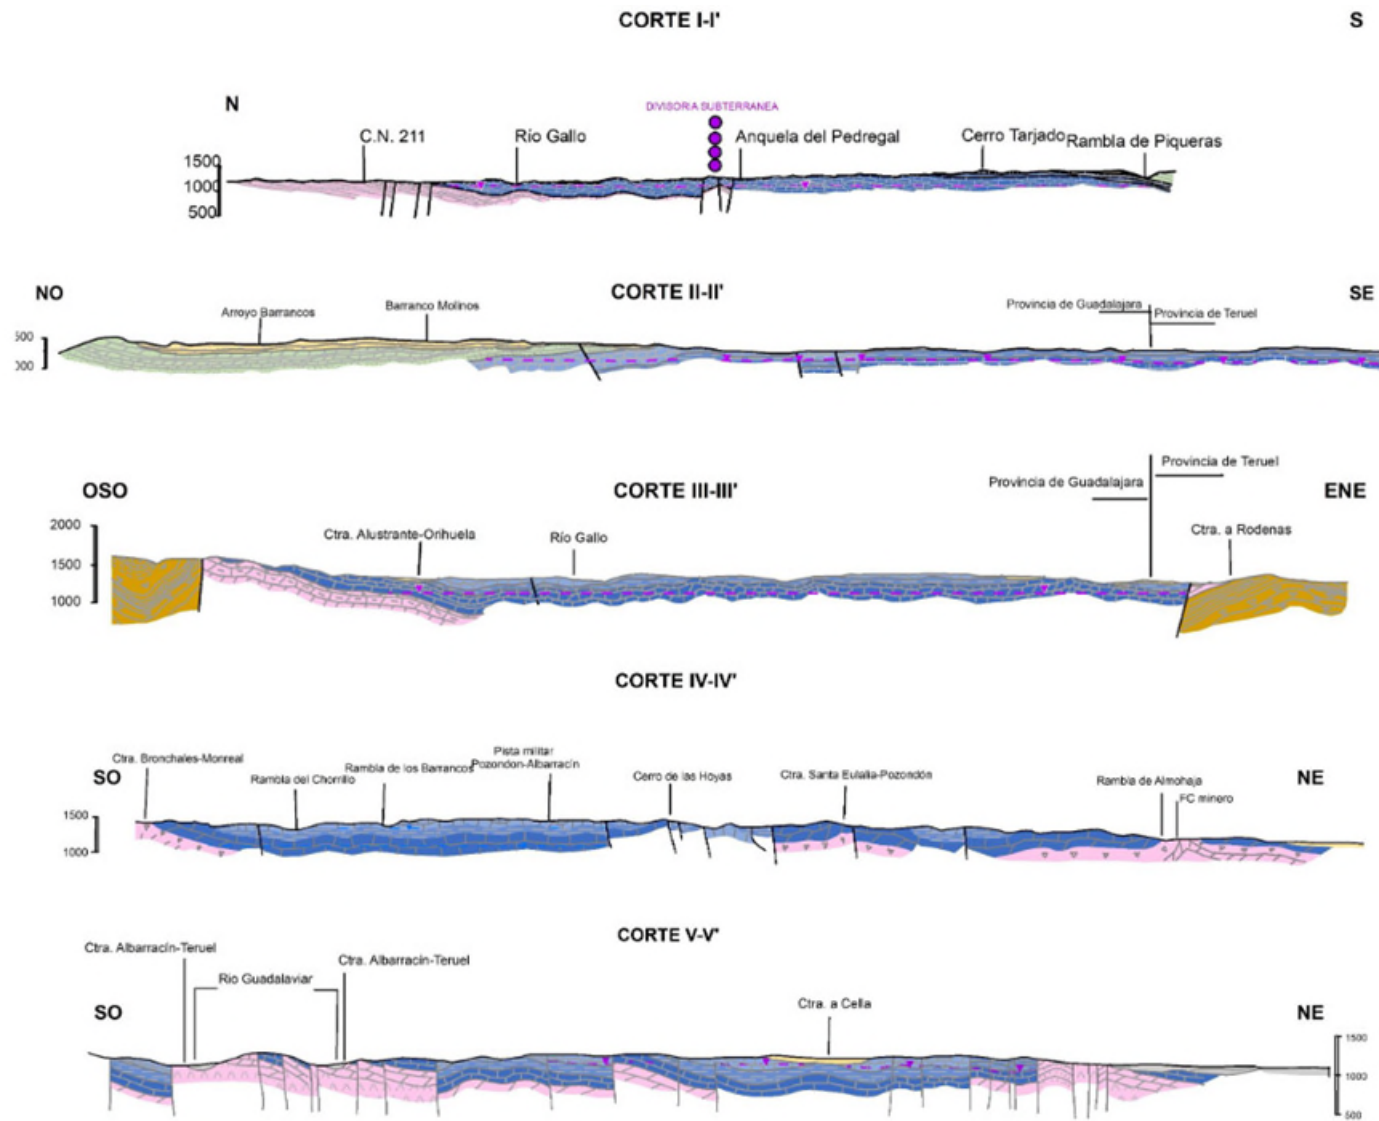 CORTE I-I'
S
N
DIVISORIA SUBTERRANEA
C.N. 211
Río Gallo
Anquela del Pedregal
Cerro Tarjado
Rambla de Piqueras
1500
1000
500
CORTE II-II'
NO
SE
Arroyo Barrancos
Barranco Molinos
Provincia de Guadalajara
Provincia de Teruel
500
000
CORTE III-III'
OSO
ENE
Provincia de Guadalajara
Provincia de Teruel
Ctra. Alustrante-Orihuela
Río Gallo
Ctra. a Rodenas
2000
1500
1000
CORTE IV-IV'
SO
NE
Ctra. Bronchales-Monreal
Rambla del Chorrillo
Rambla de los Barrancos
Pista militar
Pozondon-Albarracín
Cerro de las Hoyas
Ctra. Santa Eulalia-Pozondón
Rambla de Almohaja
FC minero
1500
1000
CORTE V-V'
Ctra. Albarracín-Teruel
Rio Guadalaviar
Ctra. Albarracín-Teruel
SO
Ctra. a Cella
NE
1500
1000
500